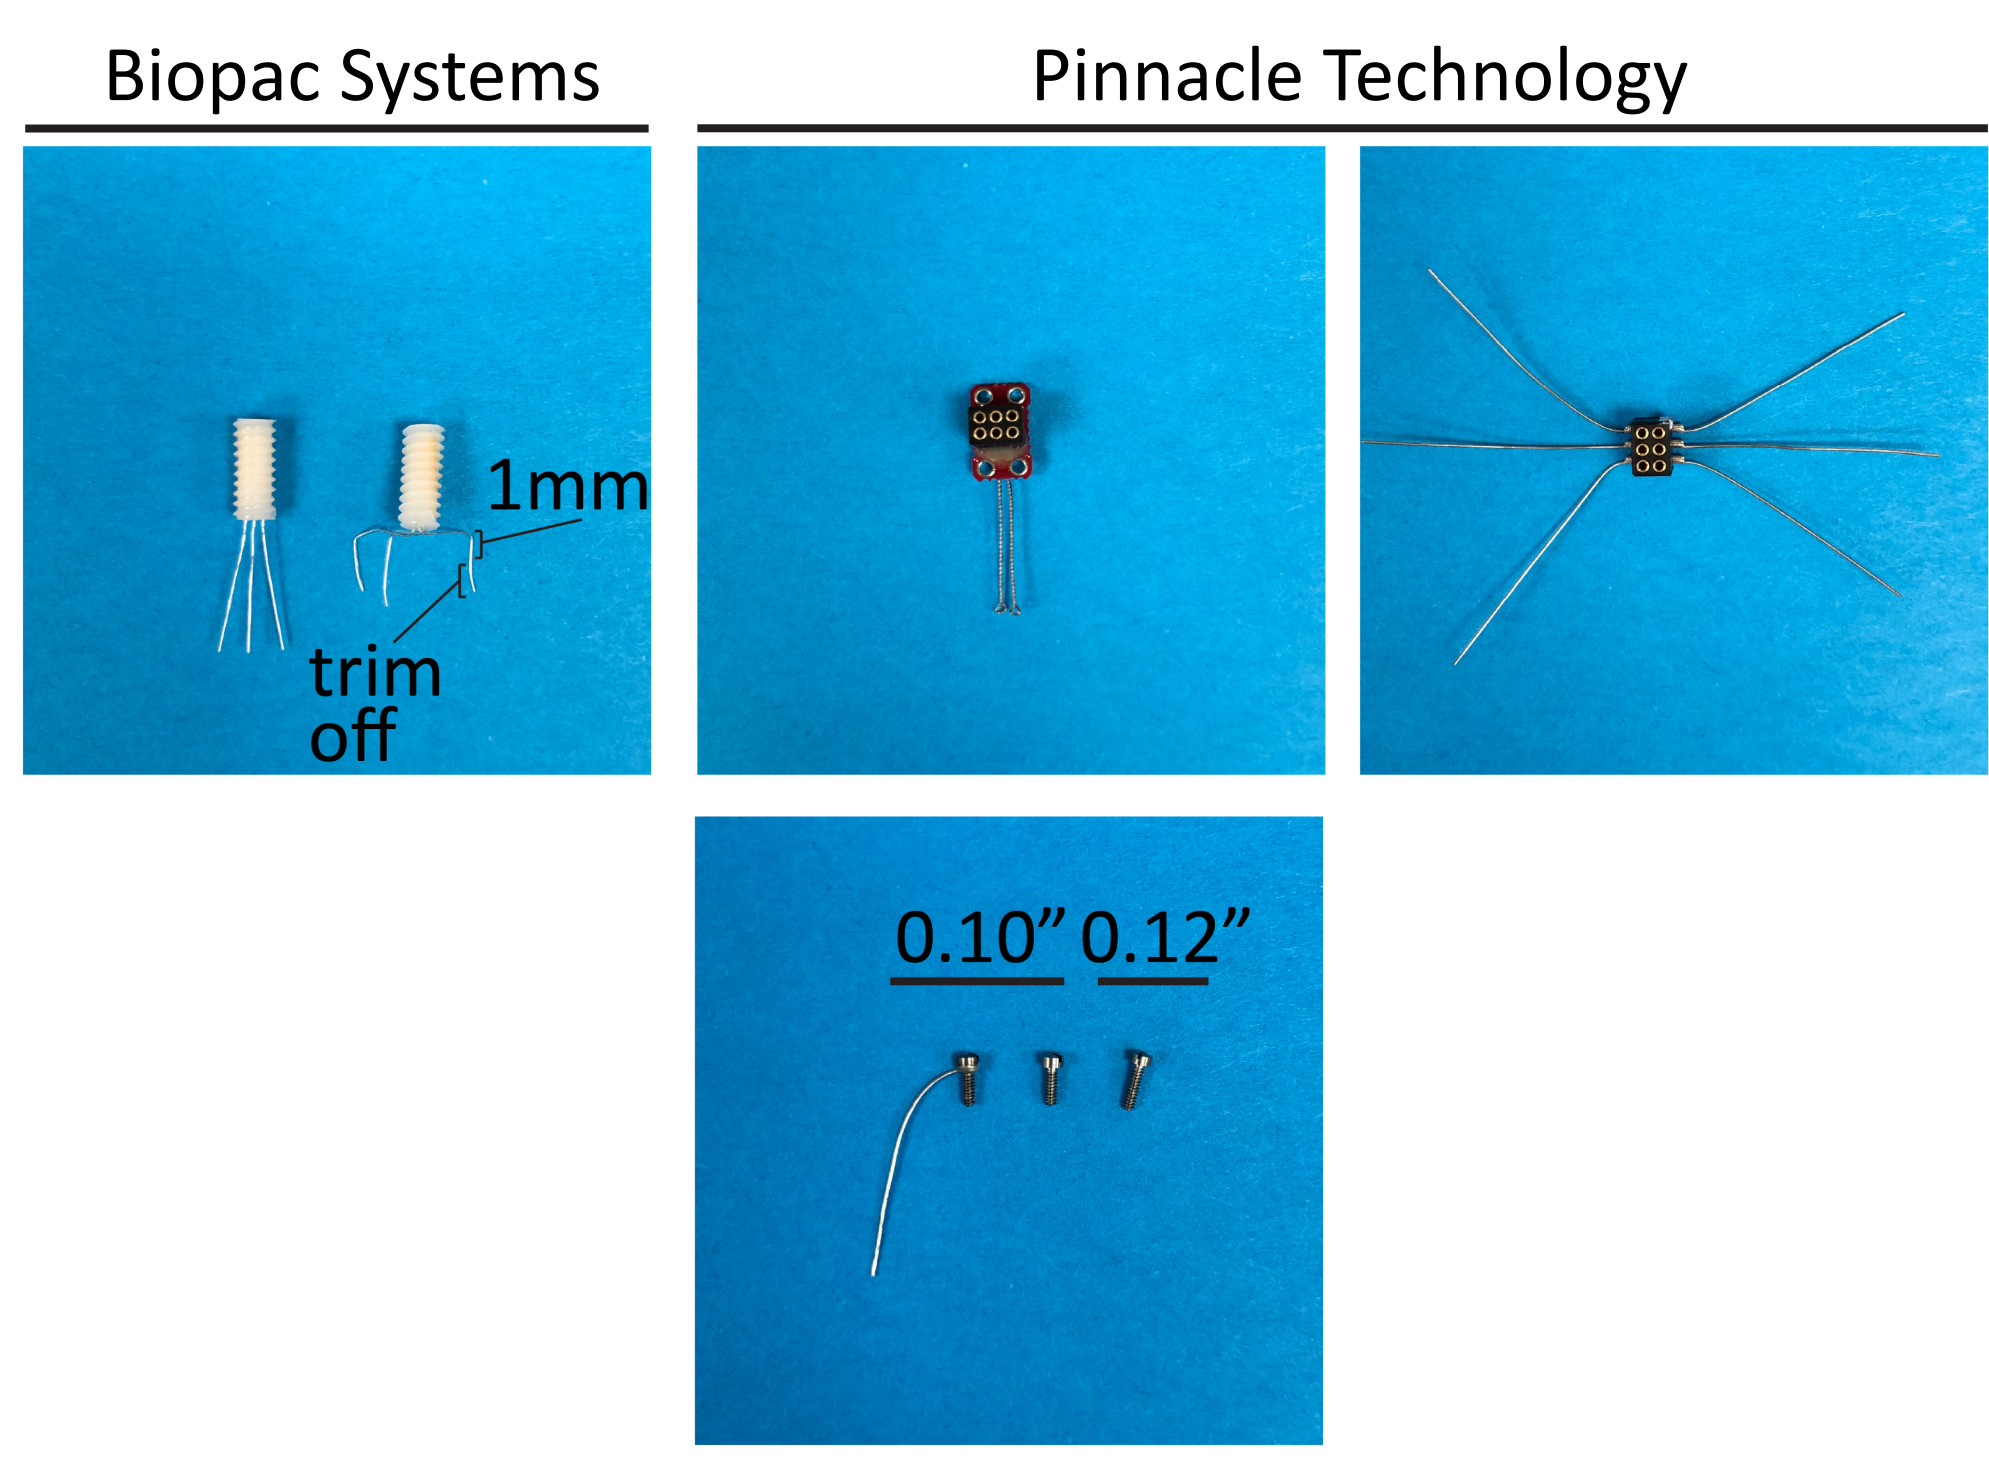 Biopac Systems
Pinnacle Technology
1mm
trim
off
0.10” 0.12”